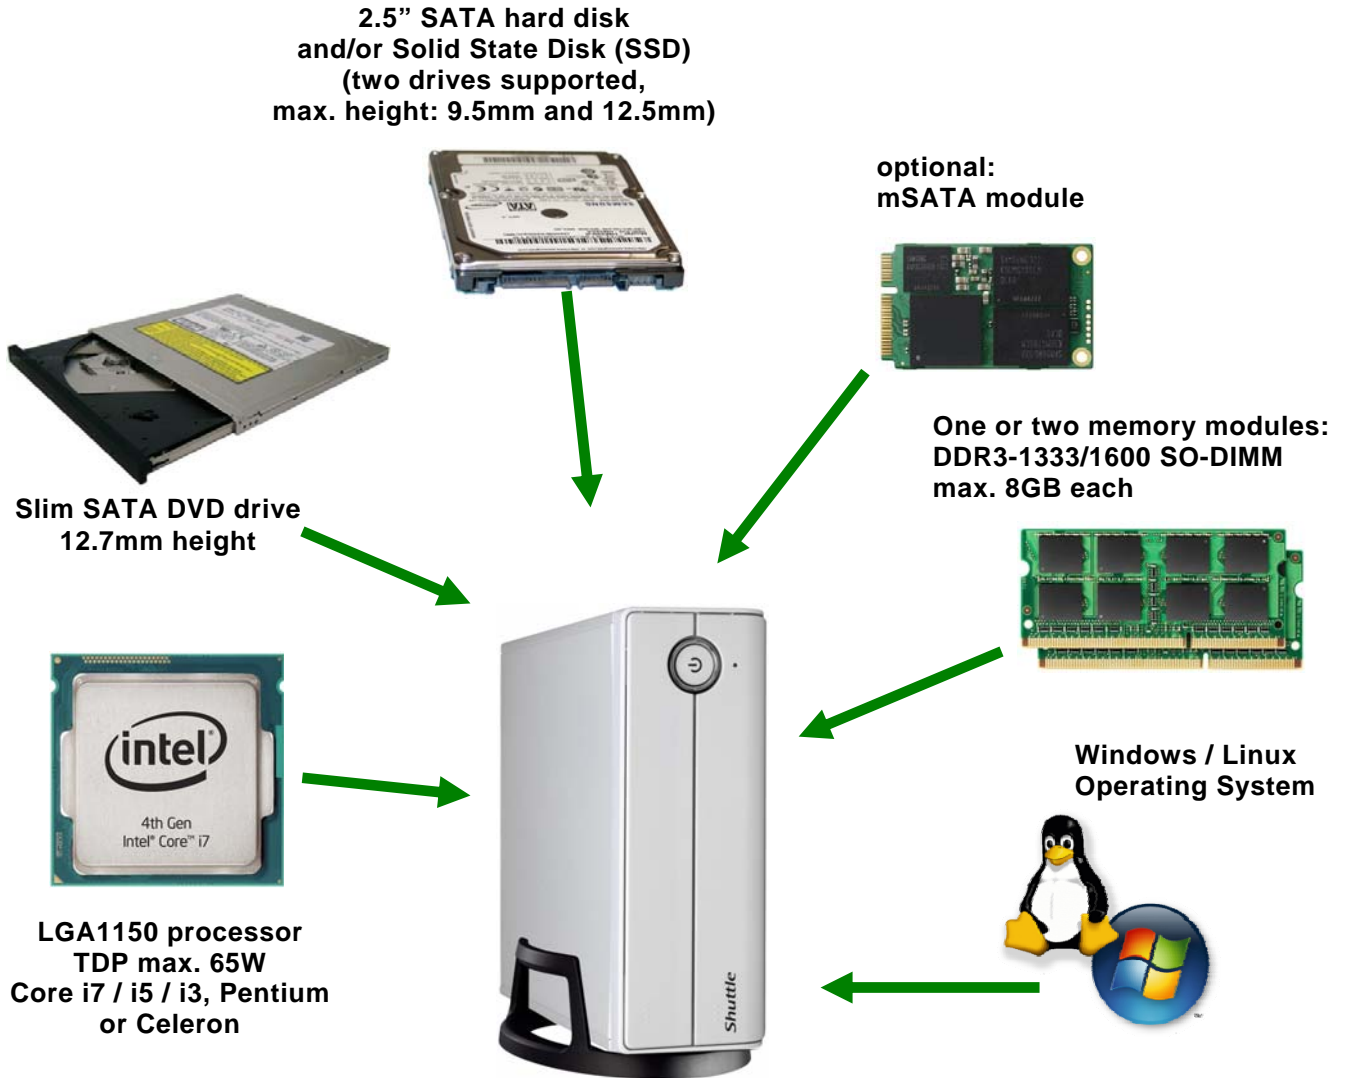 2.5” SATA hard disk
and/or Solid State Disk (SSD)
(two drives supported,
max. height: 9.5mm and 12.5mm)
optional:
mSATA module
SATA
SAMSUNG
One or two memory modules:
DDR3-1333/1600 SO-DIMM
max. 8GB each
Slim SATA DVD drive
12.7mm height
intel
4th Gen
Intel® Core™ i7
Windows / Linux
Operating System
LGA1150 processor
TDP max. 65W
Core i7 / i5 / i3, Pentium
or Celeron
Shuttle